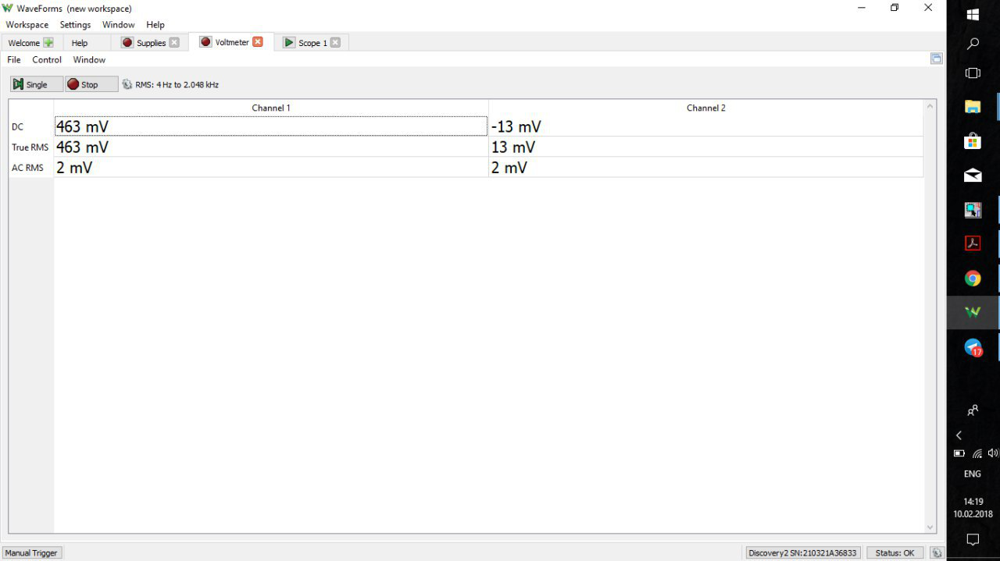 WaveForms (new workspace)
Workspace Settings Window Help
Welcome Help Supplies Voltmeter Scope 1
File Control Window
Single Stop RMS: 4 Hz to 2.048 kHz
Channel 1 Channel 2
DC 463 mV -13 mV
True RMS 463 mV 13 mV
AC RMS 2 mV 2 mV
17
ENG
14:19
10.02.2018
Manual Trigger Discovery2 SN:210321A36833 Status: OK